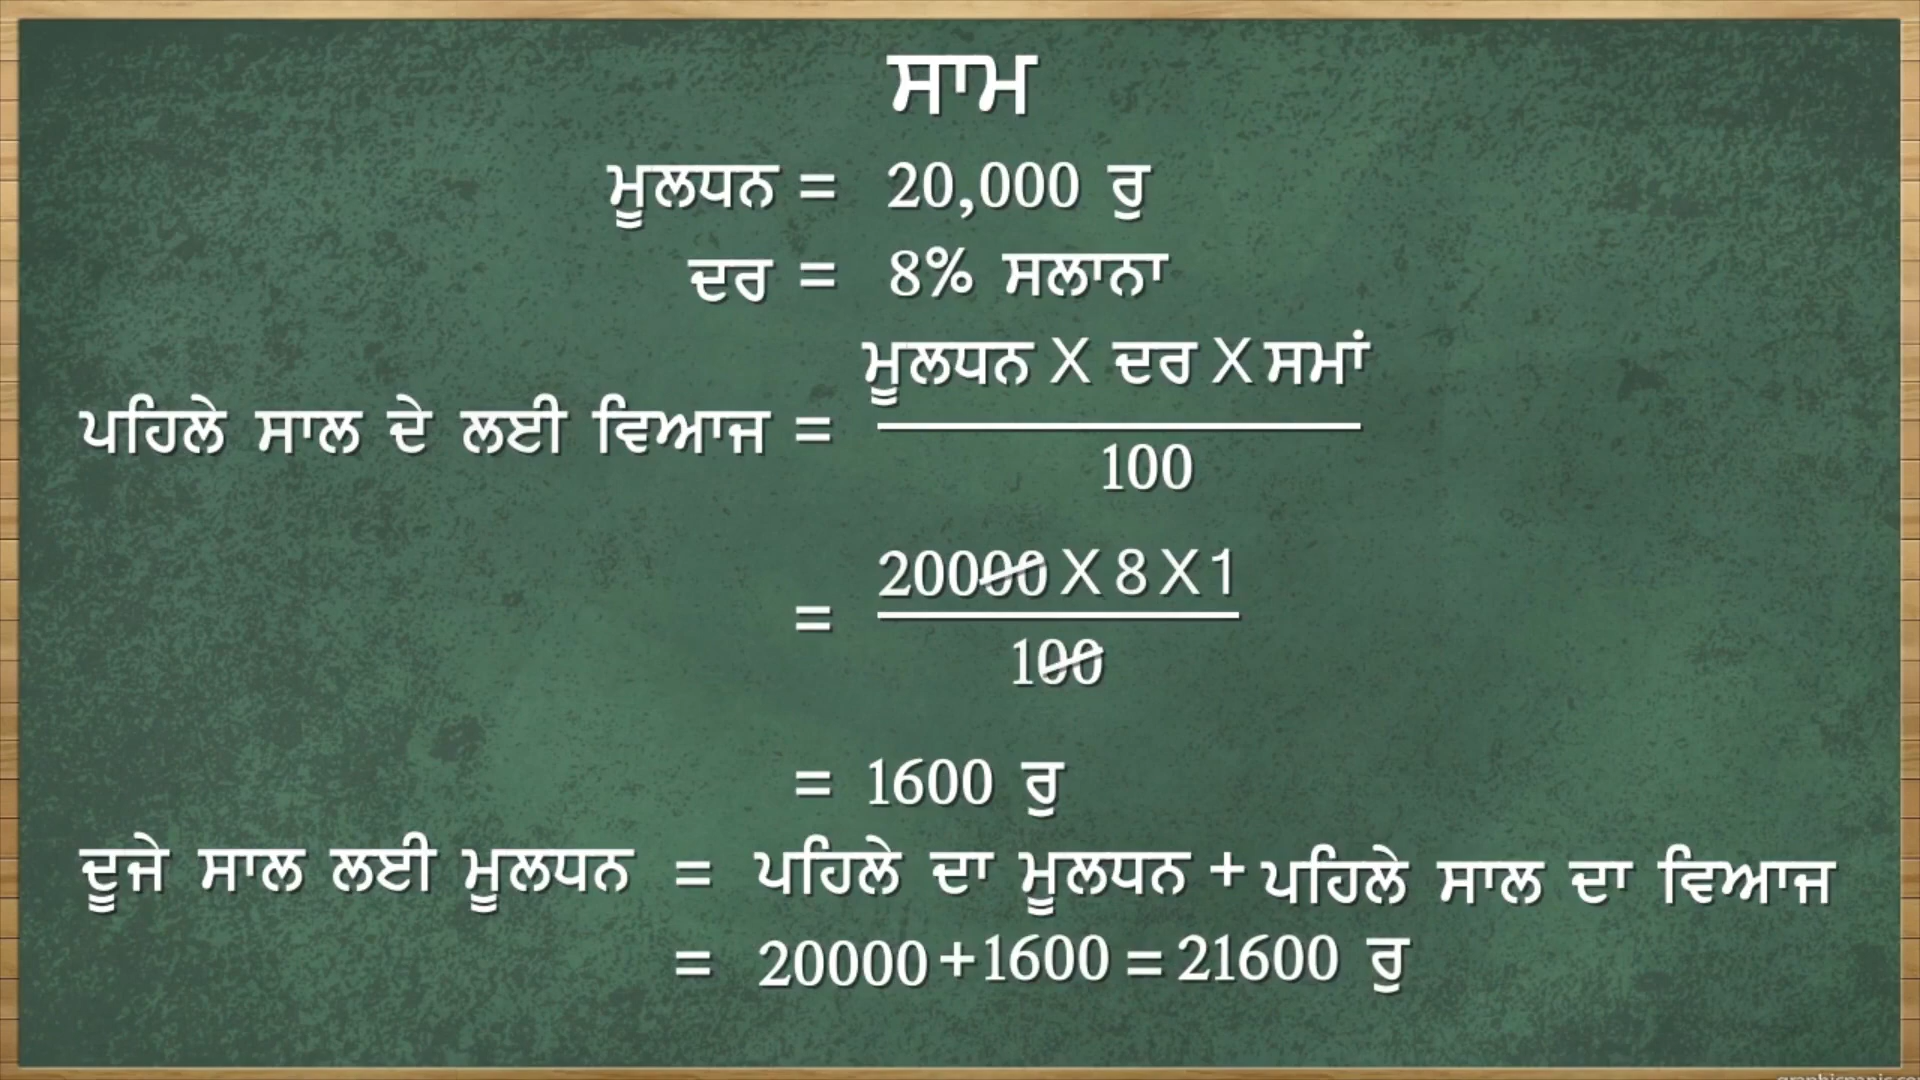 ਸਾਮ
ਮੂਲਧਨ = 20,000 ਰੁ
ਦਰ = 8% ਸਲਾਨਾ
ਪਹਿਲੇ ਸਾਲ ਦੇ ਲਈ ਵਿਆਜ = ਮੂਲਧਨ X ਦਰ X ਸਮਾਂ
100
= 20000 X 8 X 1
100
= 1600 ਰੁ
ਦੂਜੇ ਸਾਲ ਲਈ ਮੂਲਧਨ = ਪਹਿਲੇ ਦਾ ਮੂਲਧਨ + ਪਹਿਲੇ ਸਾਲ ਦਾ ਵਿਆਜ
= 20000 + 1600 = 21600 ਰੁ